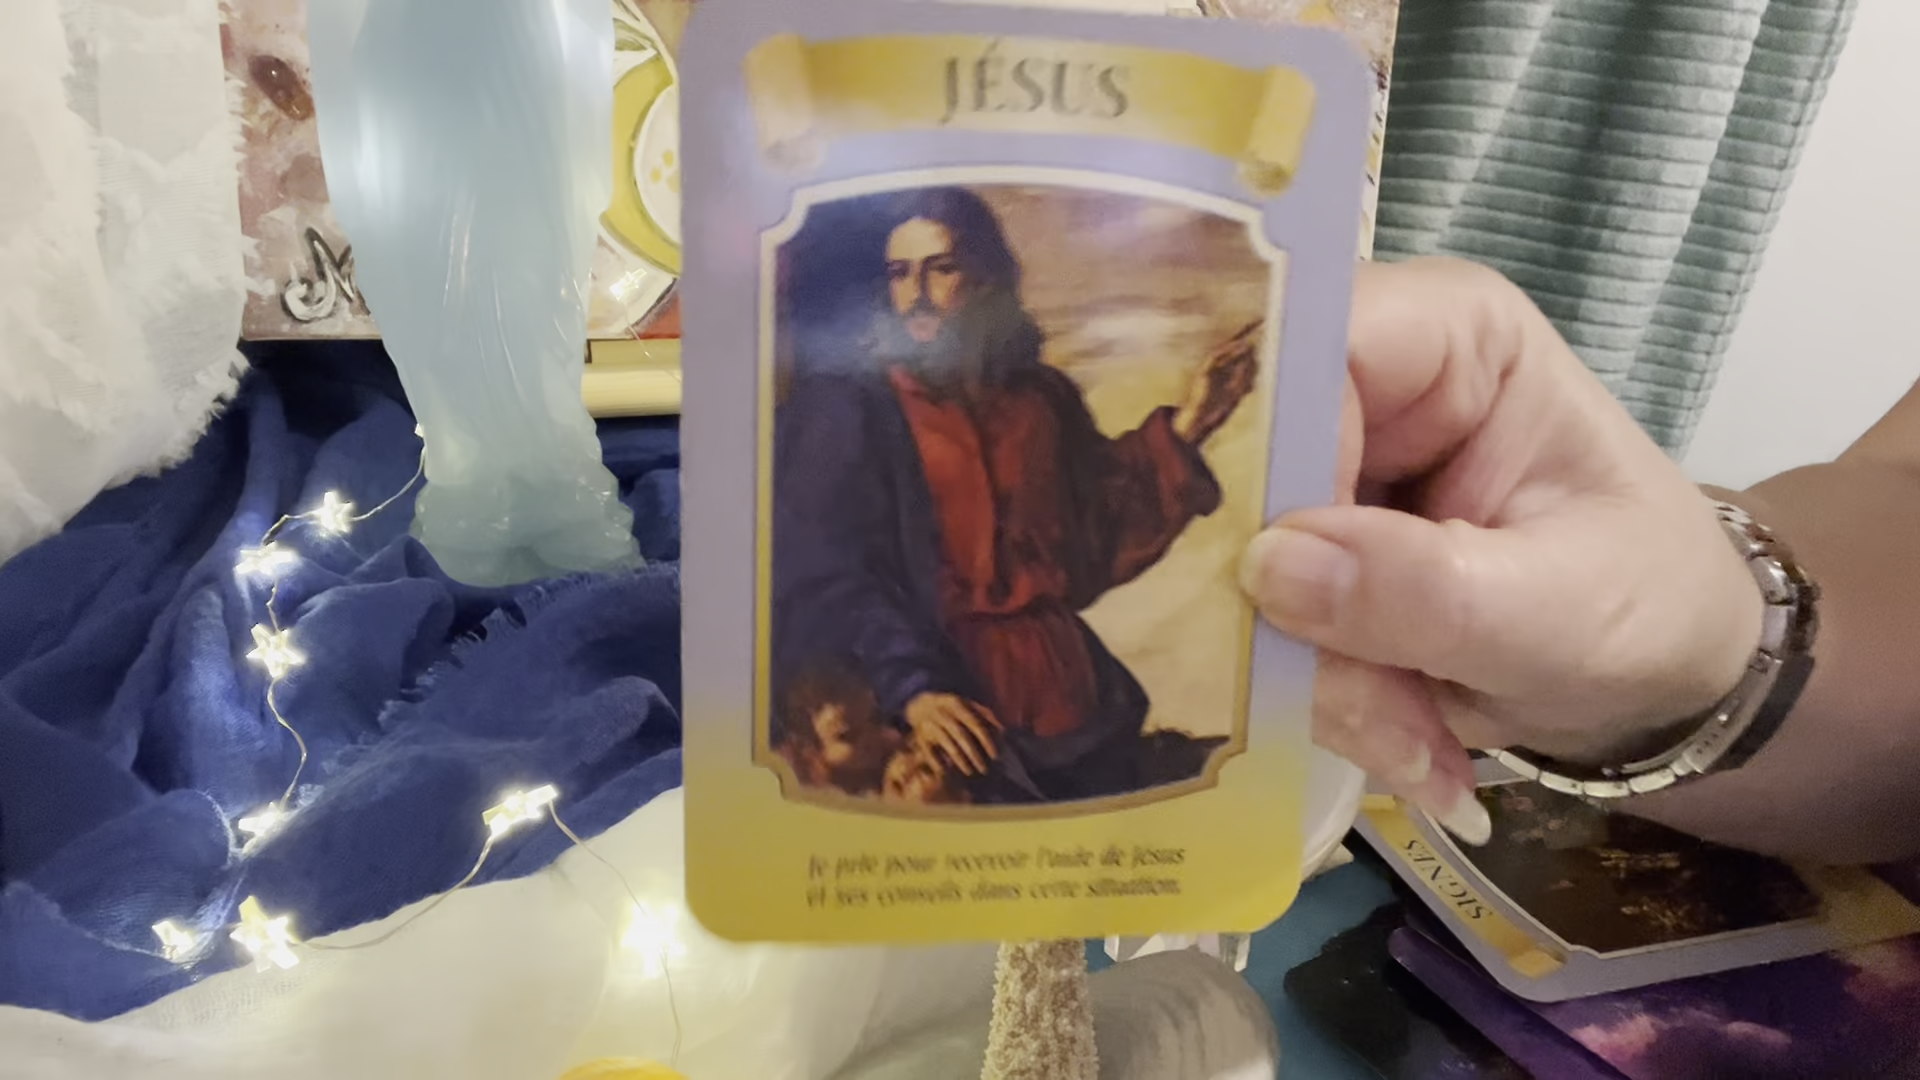 JÉSUS
Je prie pour recevoir l'aide de Jésus
Et ses conseils dans cette situation.
SIGNES